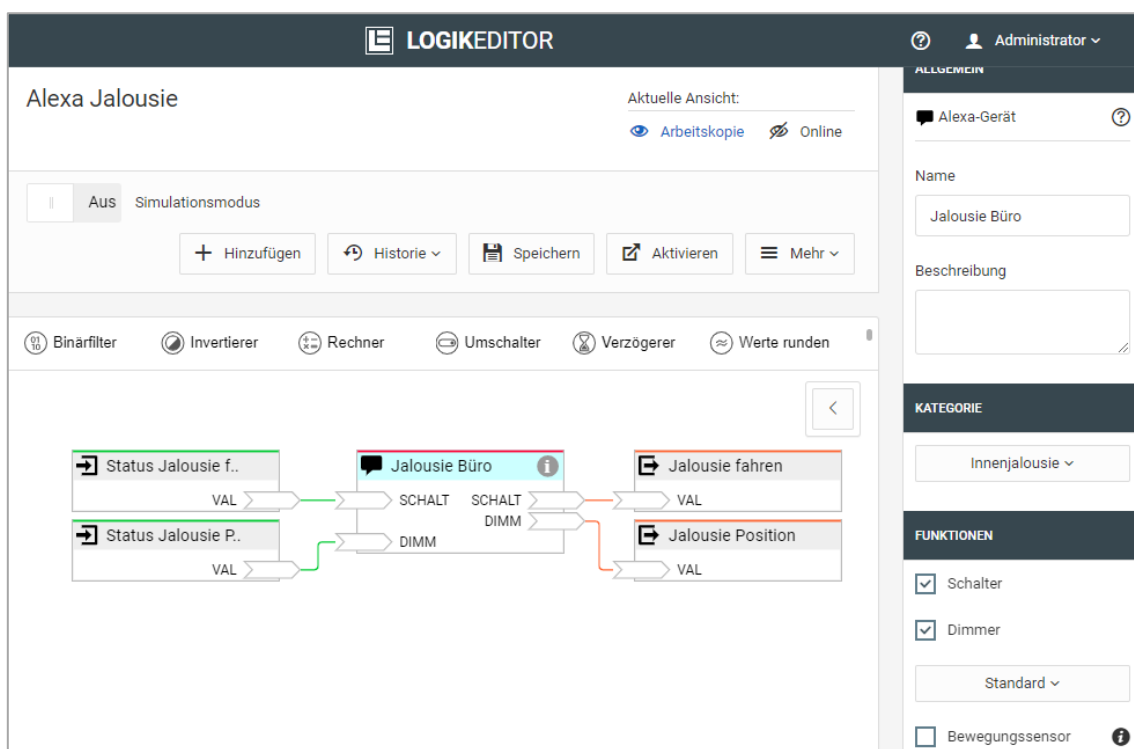 LOGIKEDITOR
Administrator
Alexa Jalousie
Aktuelle Ansicht:
Arbeitskopie Online
Aus Simulationsmodus
Hinzufügen Historie Speichern Aktivieren Mehr
Binärfilter Invertierer Rechner Umschalter Verzögerer Werte runden
Status Jalousie f..
VAL
Status Jalousie P..
VAL
Jalousie Büro
SCHALT SCHALT
DIMM
DIMM
Jalousie fahren
VAL
Jalousie Position
VAL
ALLGEMEIN
Alexa-Gerät
Name
Jalousie Büro
Beschreibung
KATEGORIE
Innenjalousie
FUNKTIONEN
Schalter
Dimmer
Standard
Bewegungssensor